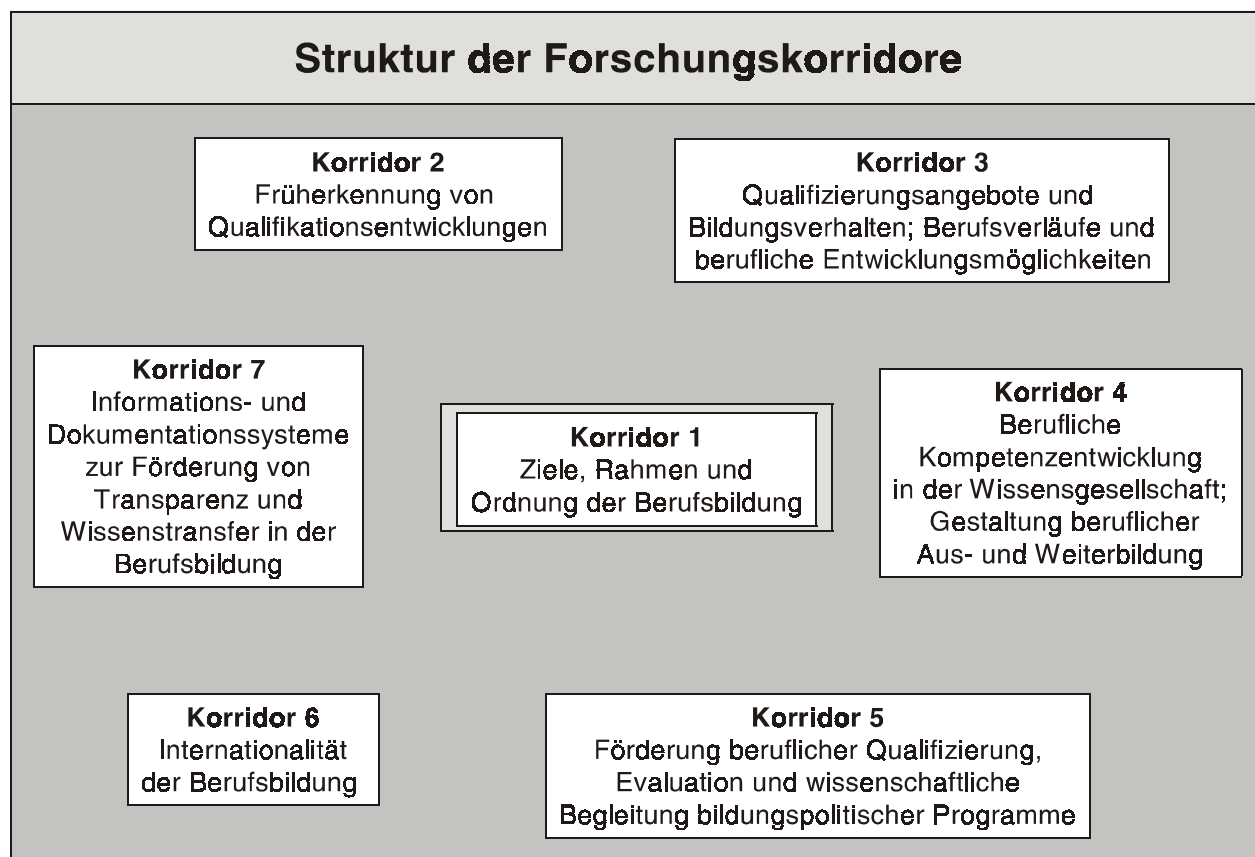 Struktur der Forschungskorridore
Korridor 2
Früherkennung von
Qualifikationsentwicklungen
Korridor 3
Qualifizierungsangebote und
Bildungsverhalten; Berufsverläufe und
berufliche Entwicklungsmöglichkeiten
Korridor 7
Informations- und
Dokumentationssysteme
zur Förderung von
Transparenz und
Wissenstransfer in der
Berufsbildung
Korridor 1
Ziele, Rahmen und
Ordnung der Berufsbildung
Korridor 4
Berufliche
Kompetenzentwicklung
in der Wissensgesellschaft;
Gestaltung beruflicher
Aus- und Weiterbildung
Korridor 6
Internationalität
der Berufsbildung
Korridor 5
Förderung beruflicher Qualifizierung,
Evaluation und wissenschaftliche
Begleitung bildungspolitischer Programme